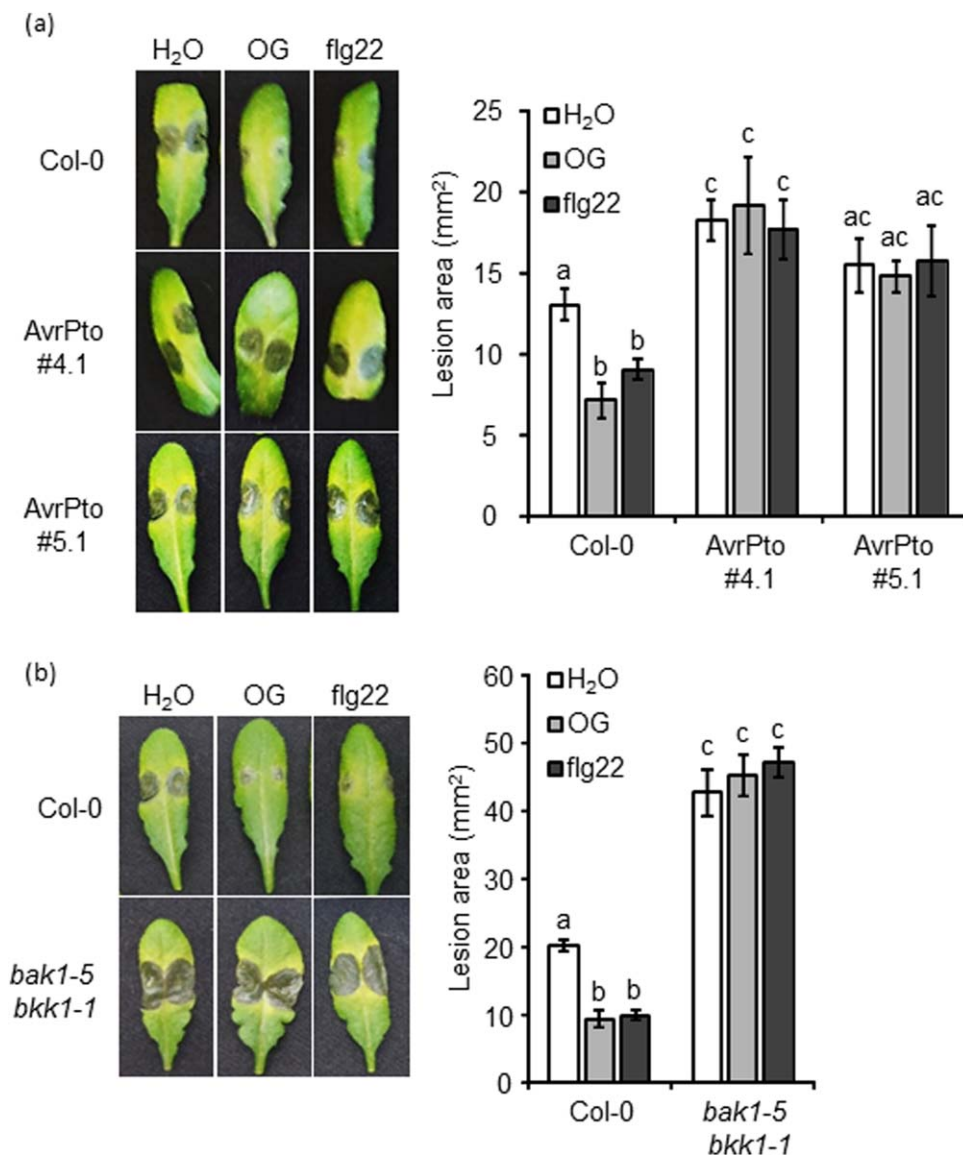 (a)
H₂O OG flg22
Col-0
AvrPto
#4.1
AvrPto
#5.1
Lesion area (mm²)
25
20
15
10
5
0
H₂O
OG
flg22
a
b
b
c
c
c
ac
ac
ac
Col-0 AvrPto AvrPto
#4.1 #5.1
(b)
H₂O OG flg22
Col-0
bak1-5
bkk1-1
Lesion area (mm²)
60
50
40
30
20
10
0
H₂O
OG
flg22
a
b
b
c
c
c
Col-0 bak1-5
bkk1-1